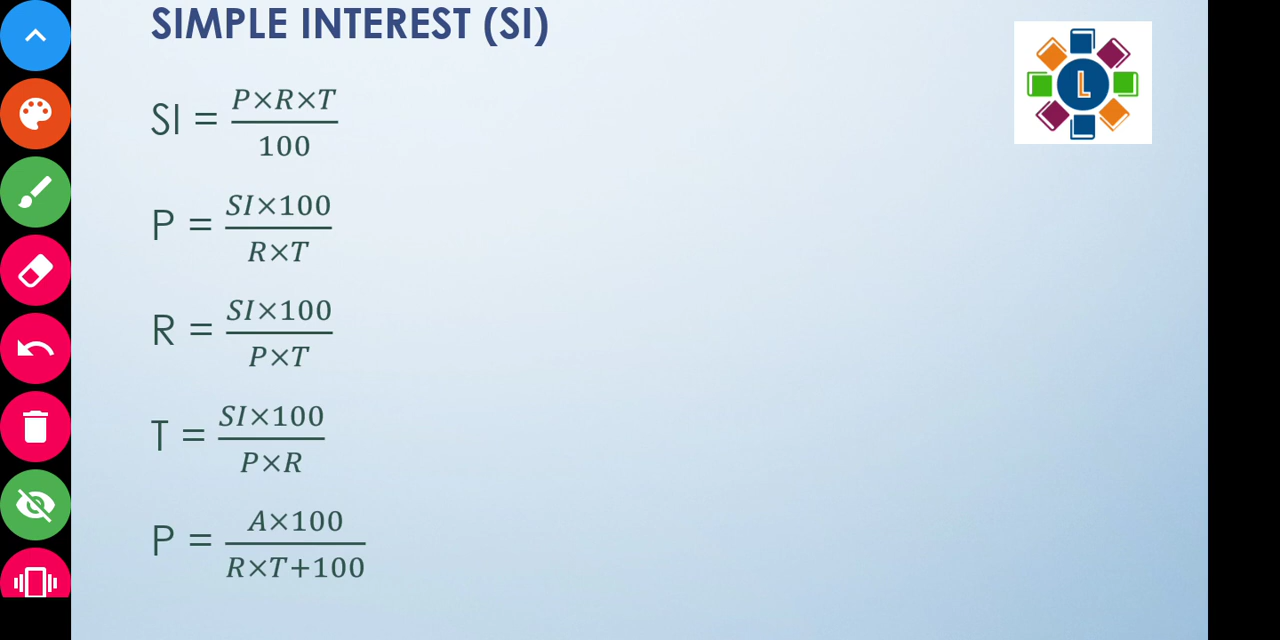 SIMPLE INTEREST (SI)
L
SI = P×R×T / 100
P = SI×100 / R×T
R = SI×100 / P×T
T = SI×100 / P×R
P = A×100 / R×T+100